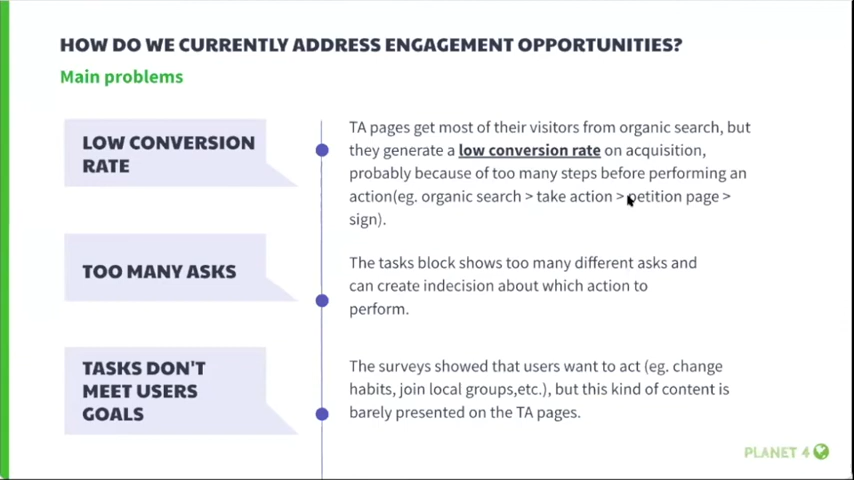 HOW DO WE CURRENTLY ADDRESS ENGAGEMENT OPPORTUNITIES?
Main problems
LOW CONVERSION
RATE
TA pages get most of their visitors from organic search, but
they generate a low conversion rate on acquisition,
probably because of too many steps before performing an
action(eg. organic search > take action > petition page >
sign).
TOO MANY ASKS
The tasks block shows too many different asks and
can create indecision about which action to
perform.
TASKS DON'T
MEET USERS
GOALS
The surveys showed that users want to act (eg. change
habits, join local groups,etc.), but this kind of content is
barely presented on the TA pages.
PLANET 4